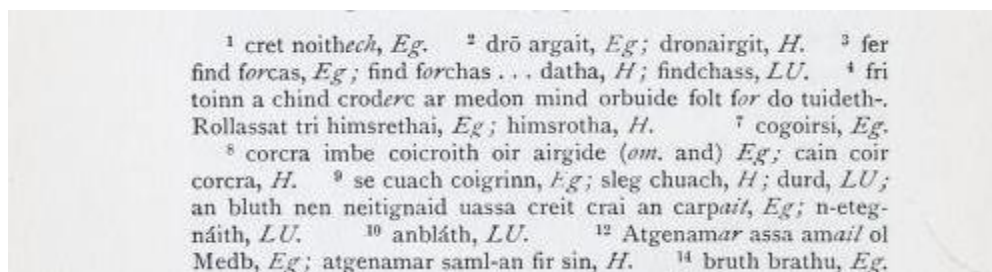 ¹ cret noithech, Eg. ² drō argait, Eg; dronairgit, H. ³ fer
find forcas, Eg; find forchas . . . datha, H; findchass, LU. ⁴ fri
toinn a chind croderc ar medon mind orbuide folt for do tuideth-.
Rollassat tri himsrethai, Eg; himsrotha, H. ⁷ cogoirsi, Eg.
⁸ corcra imbe coicroith oir airgide (om. and) Eg; cain coir
corcra, H. ⁹ se cuach coigrinn, Eg; sleg chuach, H; durd, LU;
an bluth nen neitignaid uassa creit crai an carpait, Eg; n-eteg-
náith, LU. ¹⁰ anbláth, LU. ¹² Atgenamar assa amail ol
Medb, Eg; atgenamar saml-an fir sin, H. ¹⁴ bruth brathu, Eg.